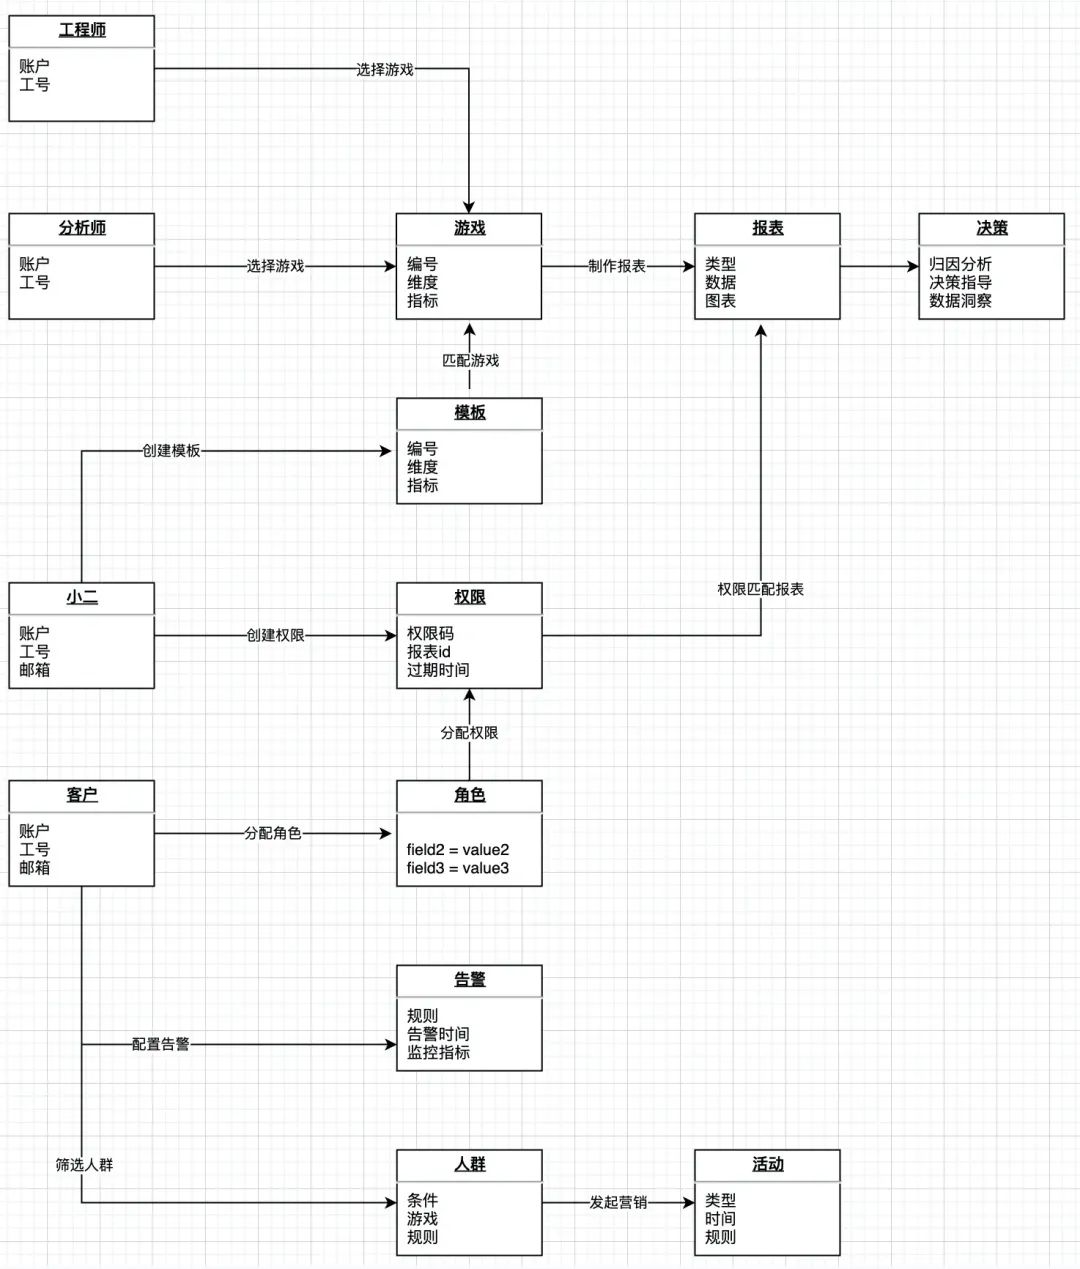 工程师
账户
工号
选择游戏
分析师
账户
工号
选择游戏
游戏
编号
维度
指标
制作报表
报表
类型
数据
图表
决策
归因分析
决策指导
数据洞察
匹配游戏
模板
编号
维度
指标
创建模板
小二
账户
工号
邮箱
创建权限
权限
权限码
报表id
过期时间
权限匹配报表
分配权限
客户
账户
工号
邮箱
分配角色
角色
field2 = value2
field3 = value3
告警
规则
告警时间
监控指标
配置告警
筛选人群
人群
条件
游戏
规则
发起营销
活动
类型
时间
规则